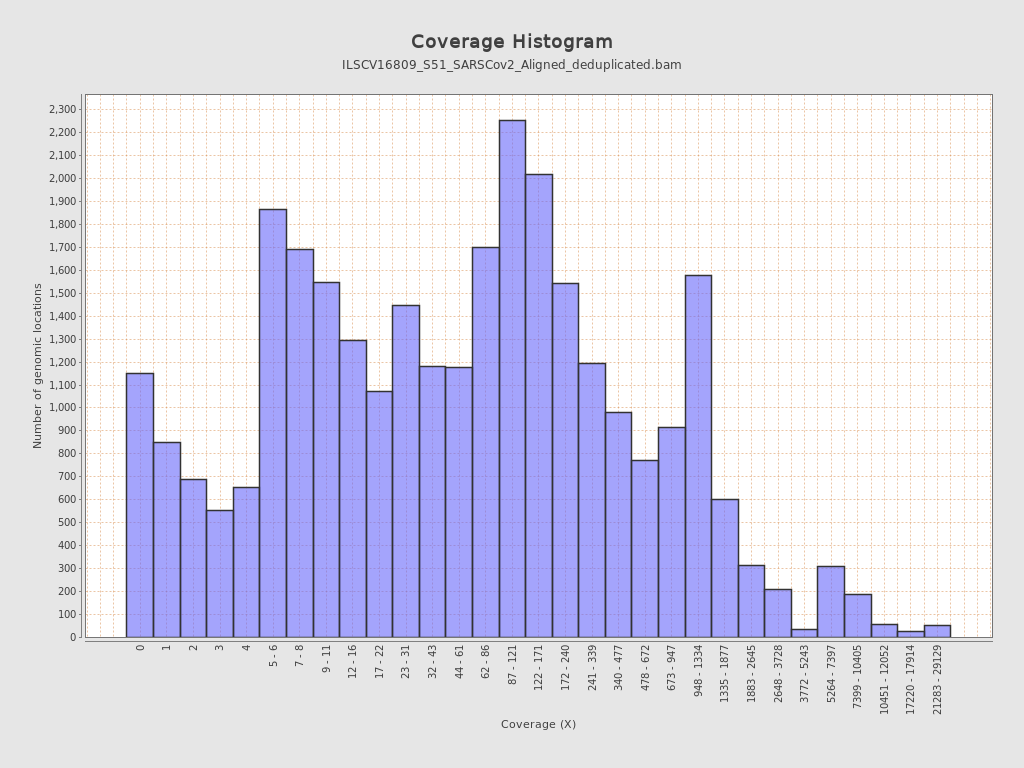 Coverage Histogram
ILSCV16809_S51_SARSCov2_Aligned_deduplicated.bam
Number of genomic locations
2,300
2,200
2,100
2,000
1,900
1,800
1,700
1,600
1,500
1,400
1,300
1,200
1,100
1,000
900
800
700
600
500
400
300
200
100
0
0
1
2
3
4
5 - 6
7 - 8
9 - 11
12 - 16
17 - 22
23 - 31
32 - 43
44 - 61
62 - 86
87 - 121
122 - 171
172 - 240
241 - 339
340 - 477
478 - 672
673 - 947
948 - 1334
1335 - 1877
1883 - 2645
2648 - 3728
3772 - 5243
5264 - 7397
7399 - 10405
10451 - 12052
17220 - 17914
21283 - 29129
Coverage (X)